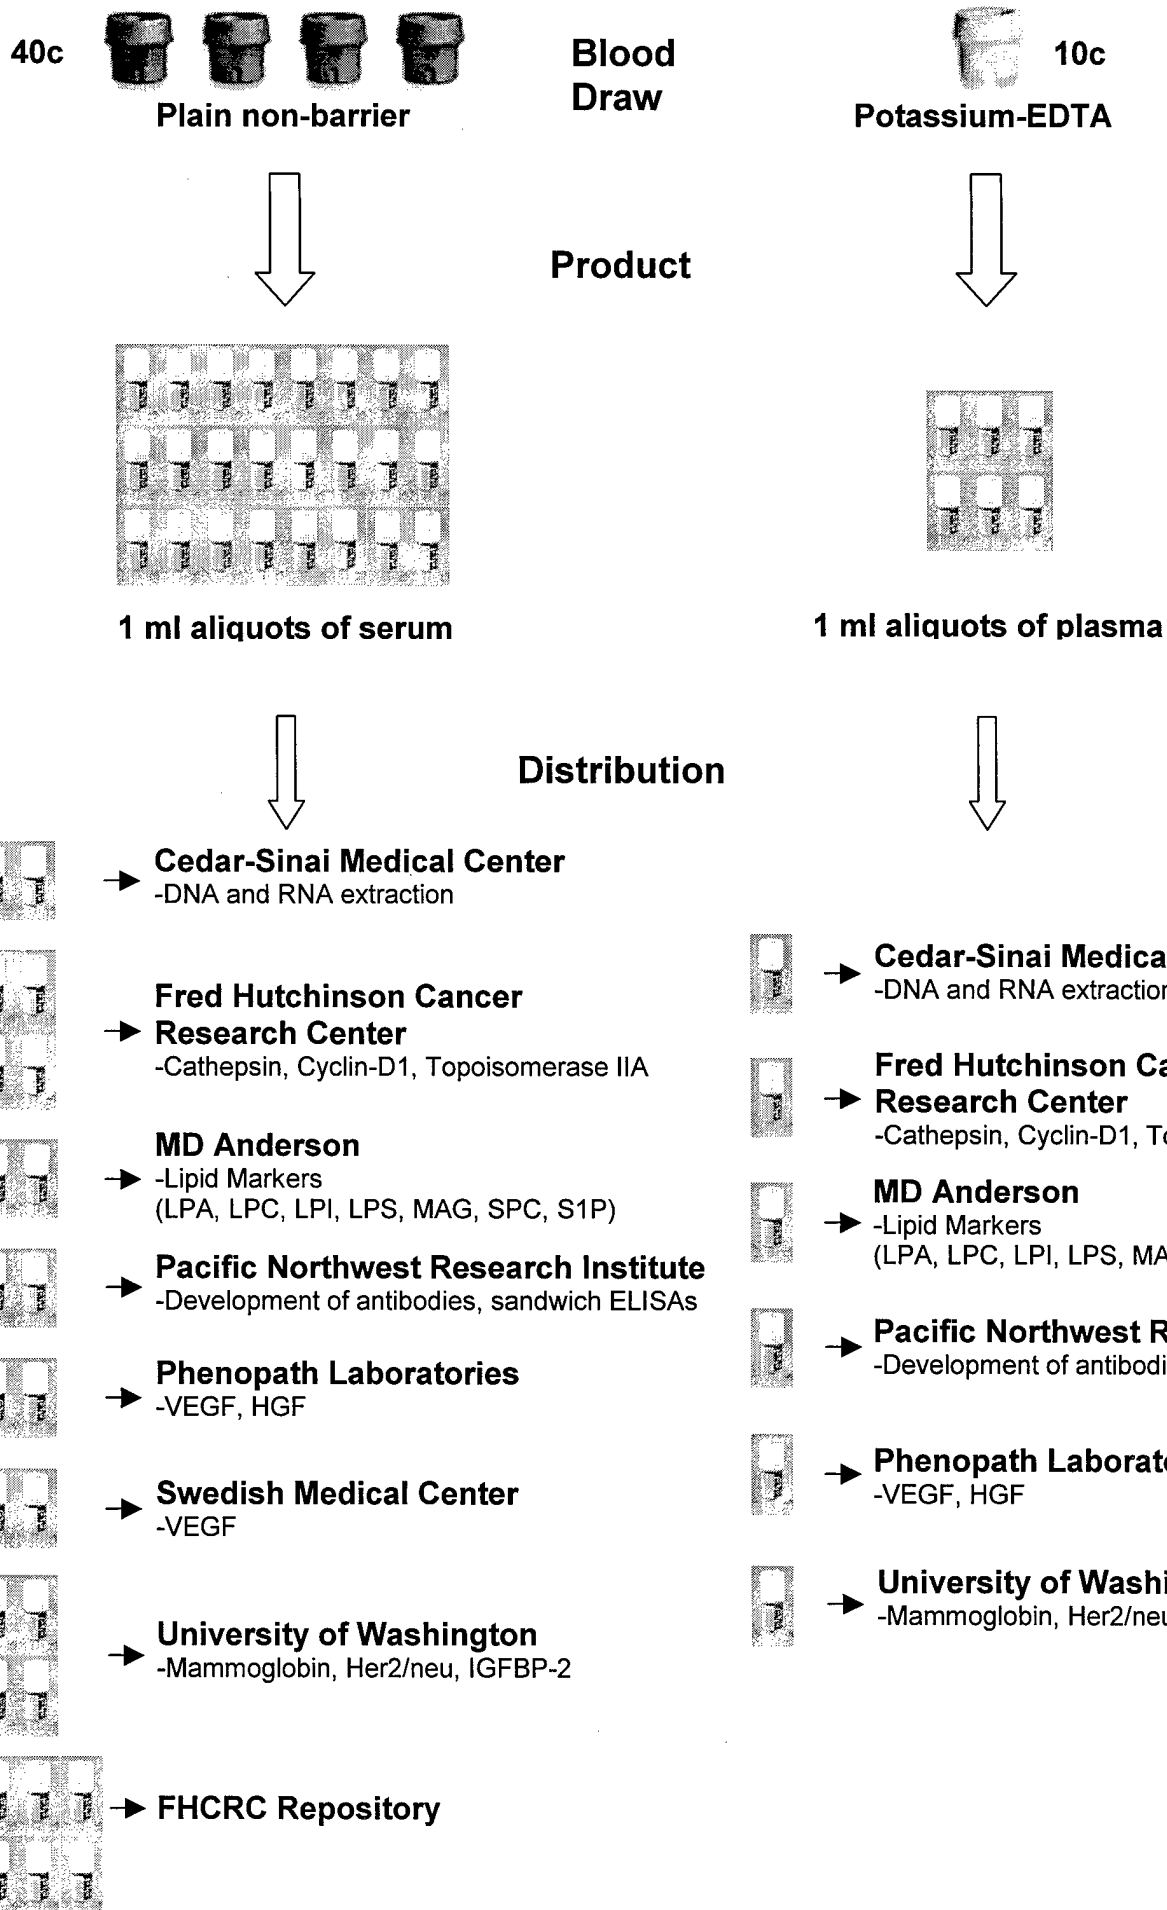 40c
Plain non-barrier
Blood
Draw
10c
Potassium-EDTA
Product
1 ml aliquots of serum
1 ml aliquots of plasma
Distribution
Cedar-Sinai Medical Center
-DNA and RNA extraction
Fred Hutchinson Cancer
Research Center
-Cathepsin, Cyclin-D1, Topoisomerase IIA
MD Anderson
-Lipid Markers
(LPA, LPC, LPI, LPS, MAG, SPC, S1P)
Pacific Northwest Research Institute
-Development of antibodies, sandwich ELISAs
Phenopath Laboratories
-VEGF, HGF
Swedish Medical Center
-VEGF
University of Washington
-Mammoglobin, Her2/neu, IGFBP-2
FHCRC Repository
Cedar-Sinai Medica
-DNA and RNA extraction
Fred Hutchinson Ca
Research Center
-Cathepsin, Cyclin-D1, To
MD Anderson
-Lipid Markers
(LPA, LPC, LPI, LPS, MA
Pacific Northwest R
-Development of antibodi
Phenopath Laborat
-VEGF, HGF
University of Washi
-Mammoglobin, Her2/neu